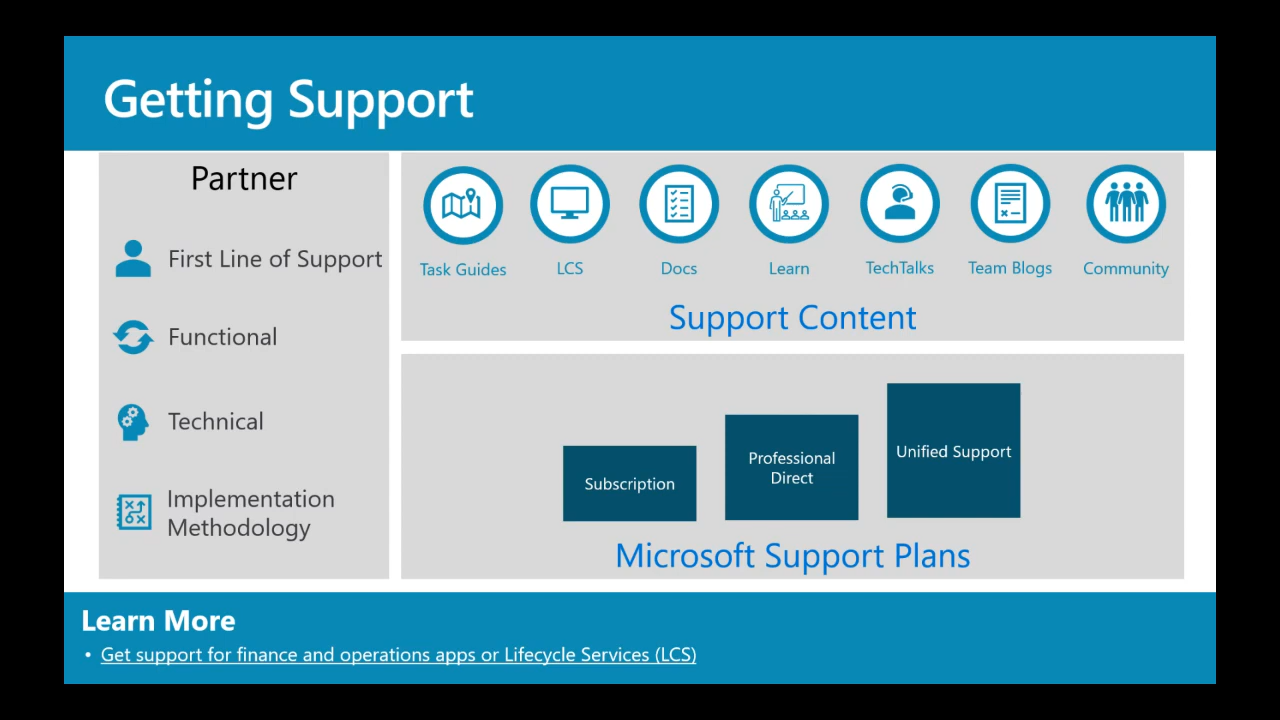 Getting Support
Partner
First Line of Support
Functional
Technical
Implementation
Methodology
Task Guides
LCS
Docs
Learn
TechTalks
Team Blogs
Community
Support Content
Subscription
Professional
Direct
Unified Support
Microsoft Support Plans
Learn More
• Get support for finance and operations apps or Lifecycle Services (LCS)